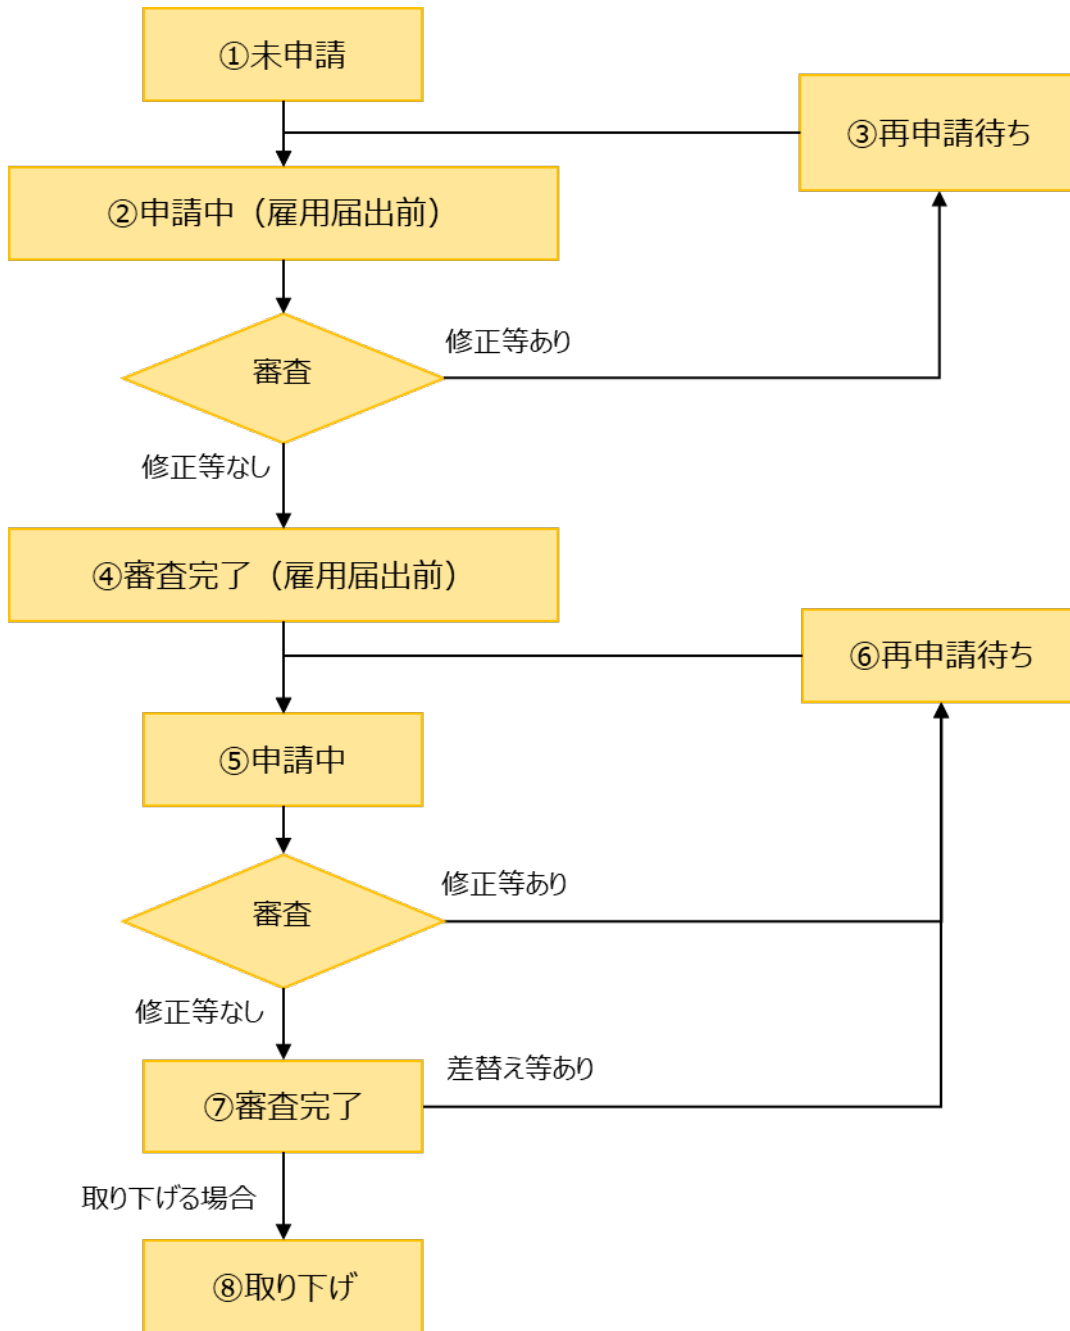 ①未申請
③再申請待ち
②申請中（雇用届出前）
修正等あり
審査
修正等なし
④審査完了（雇用届出前）
⑥再申請待ち
⑤申請中
修正等あり
審査
修正等なし
差替え等あり
⑦審査完了
取り下げる場合
⑧取り下げ